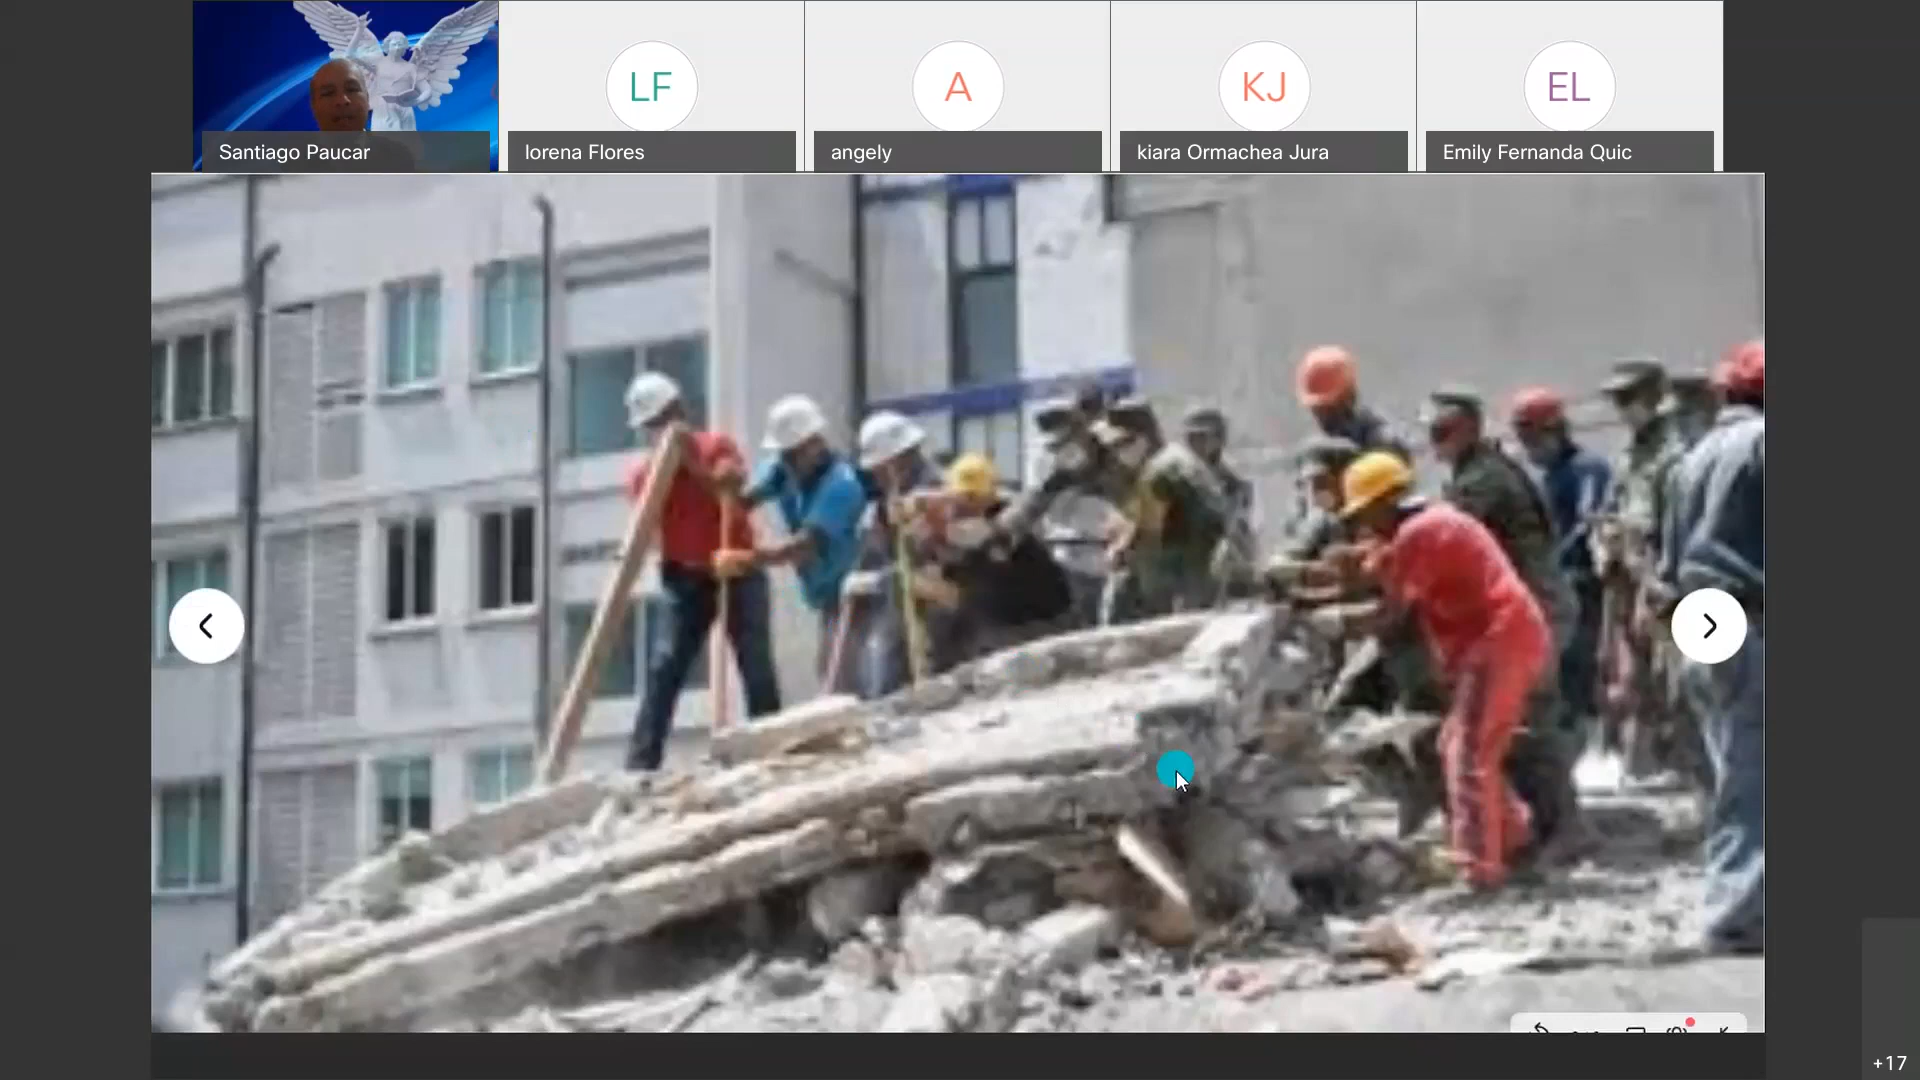 LF
A
KJ
EL
Santiago Paucar
lorena Flores
angely
kiara Ormachea Jura
Emily Fernanda Quic
+17